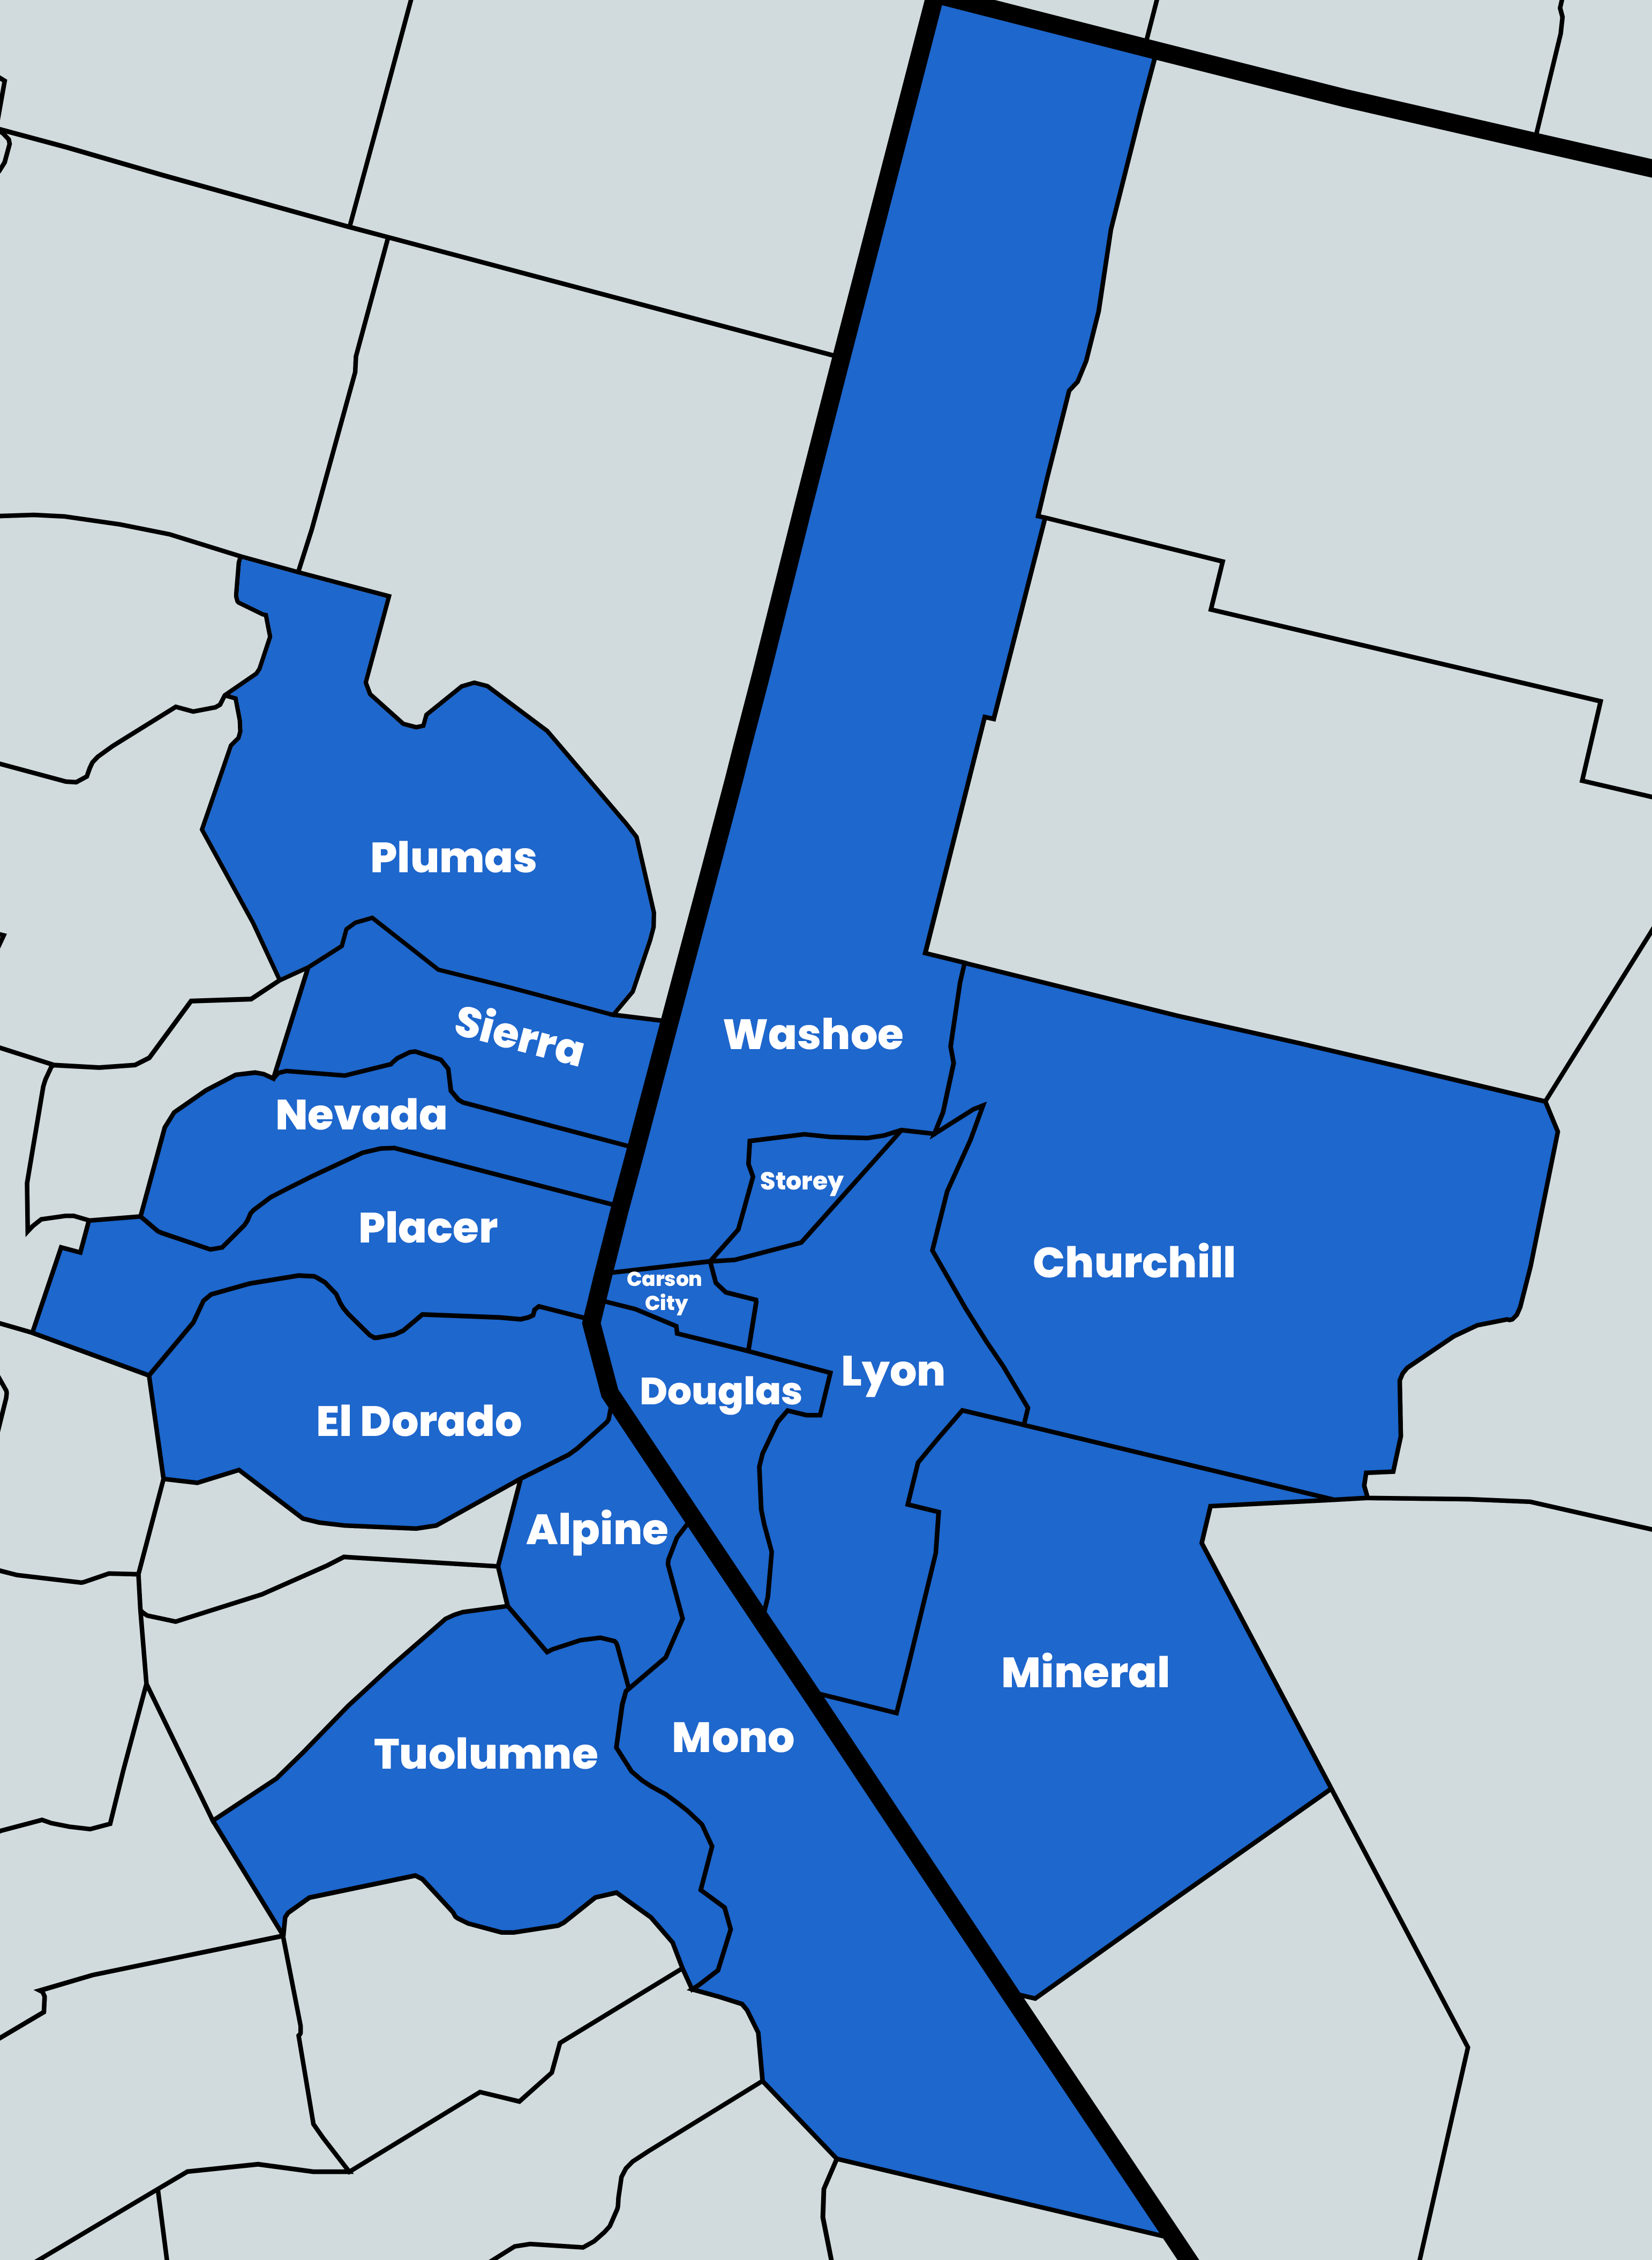 Plumas
Sierra
Washoe
Nevada
Storey
Placer
Churchill
Carson
City
Lyon
Douglas
El Dorado
Alpine
Mineral
Mono
Tuolumne